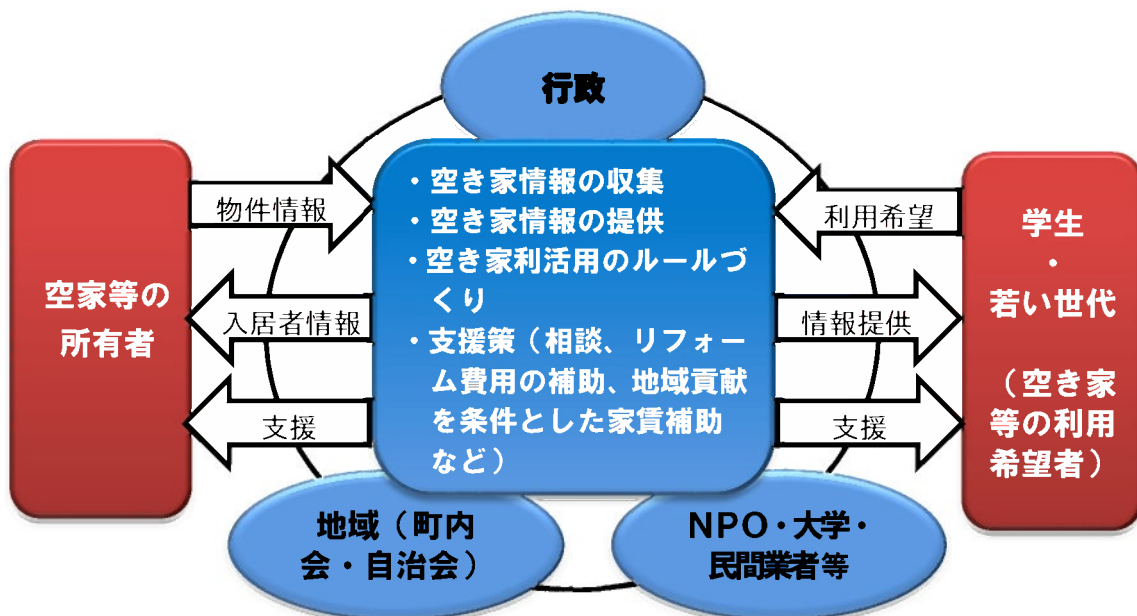 行政
空家等の
所有者
物件情報
入居者情報
支援
・空き家情報の収集
・空き家情報の提供
・空き家利活用のルールづ
くり
・支援策（相談、リフォー
ム費用の補助、地域貢献
を条件とした家賃補助
など）
利用希望
情報提供
支援
学生
・
若い世代
（空き家
等の利用
希望者）
地域（町内
会・自治会）
NPO・大学・
民間業者等